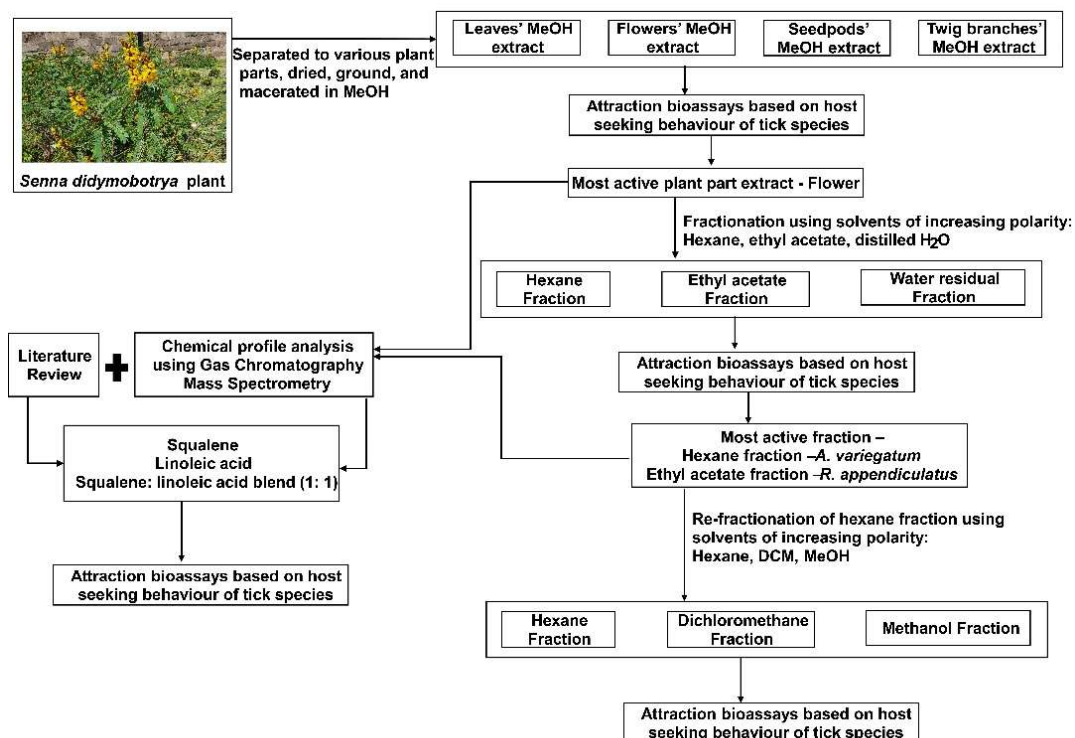 Senna didymobotrya plant
Separated to various plant
parts, dried, ground, and
macerated in MeOH
Leaves' MeOH
extract
Flowers' MeOH
extract
Seedpods'
MeOH extract
Twig branches'
MeOH extract
Attraction bioassays based on host
seeking behaviour of tick species
Most active plant part extract - Flower
Fractionation using solvents of increasing polarity:
Hexane, ethyl acetate, distilled H2O
Hexane
Fraction
Ethyl acetate
Fraction
Water residual
Fraction
Attraction bioassays based on host
seeking behaviour of tick species
Most active fraction –
Hexane fraction –A. variegatum
Ethyl acetate fraction –R. appendiculatus
Literature
Review
Chemical profile analysis
using Gas Chromatography
Mass Spectrometry
Squalene
Linoleic acid
Squalene: linoleic acid blend (1: 1)
Attraction bioassays based on host
seeking behaviour of tick species
Re-fractionation of hexane fraction using
solvents of increasing polarity:
Hexane, DCM, MeOH
Hexane
Fraction
Dichloromethane
Fraction
Methanol Fraction
Attraction bioassays based on host
seeking behaviour of tick species